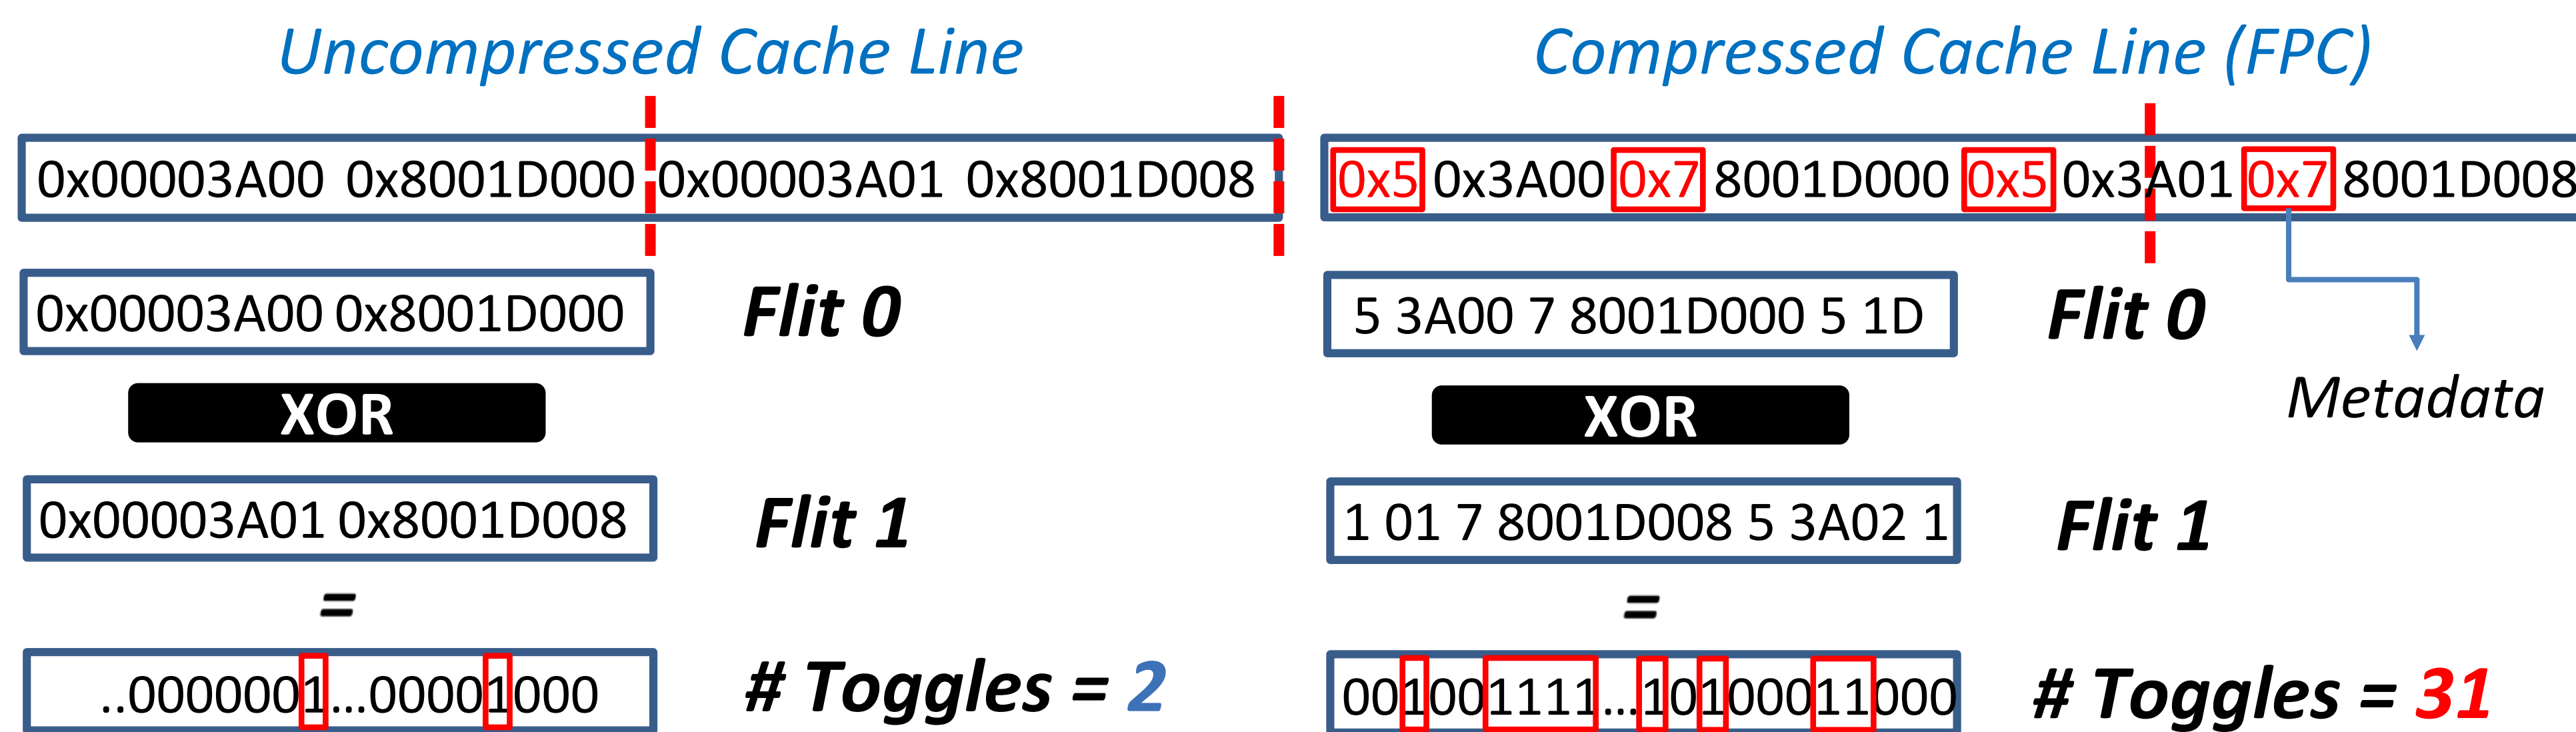 Uncompressed Cache Line
0x00003A00 0x8001D000 0x00003A01 0x8001D008
0x00003A00 0x8001D000
Flit 0
XOR
0x00003A01 0x8001D008
Flit 1
=
..00000001...00001000
# Toggles = 2
Compressed Cache Line (FPC)
0x5 0x3A00 0x7 8001D000 0x5 0x3A01 0x7 8001D008
5 3A00 7 8001D000 5 1D
Flit 0
Metadata
XOR
1 01 7 8001D008 5 3A02 1
Flit 1
=
001001111...10100011000
# Toggles = 31